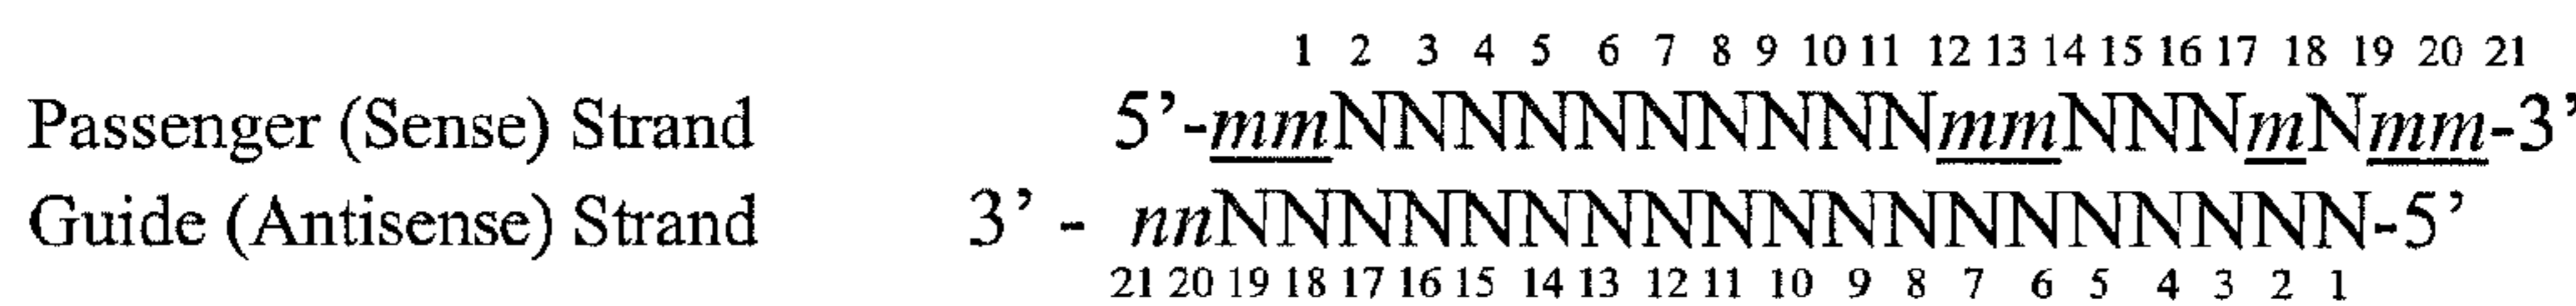 1 2 3 4 5 6 7 8 9 10 11 12 13 14 15 16 17 18 19 20 21
Passenger (Sense) Strand 5’-mmNNNNNNNNNNmmNNNmNmm-3’
Guide (Antisense) Strand 3’ - nnNNNNNNNNNNNNNNNNNNN-5’
21 20 19 18 17 16 15 14 13 12 11 10 9 8 7 6 5 4 3 2 1